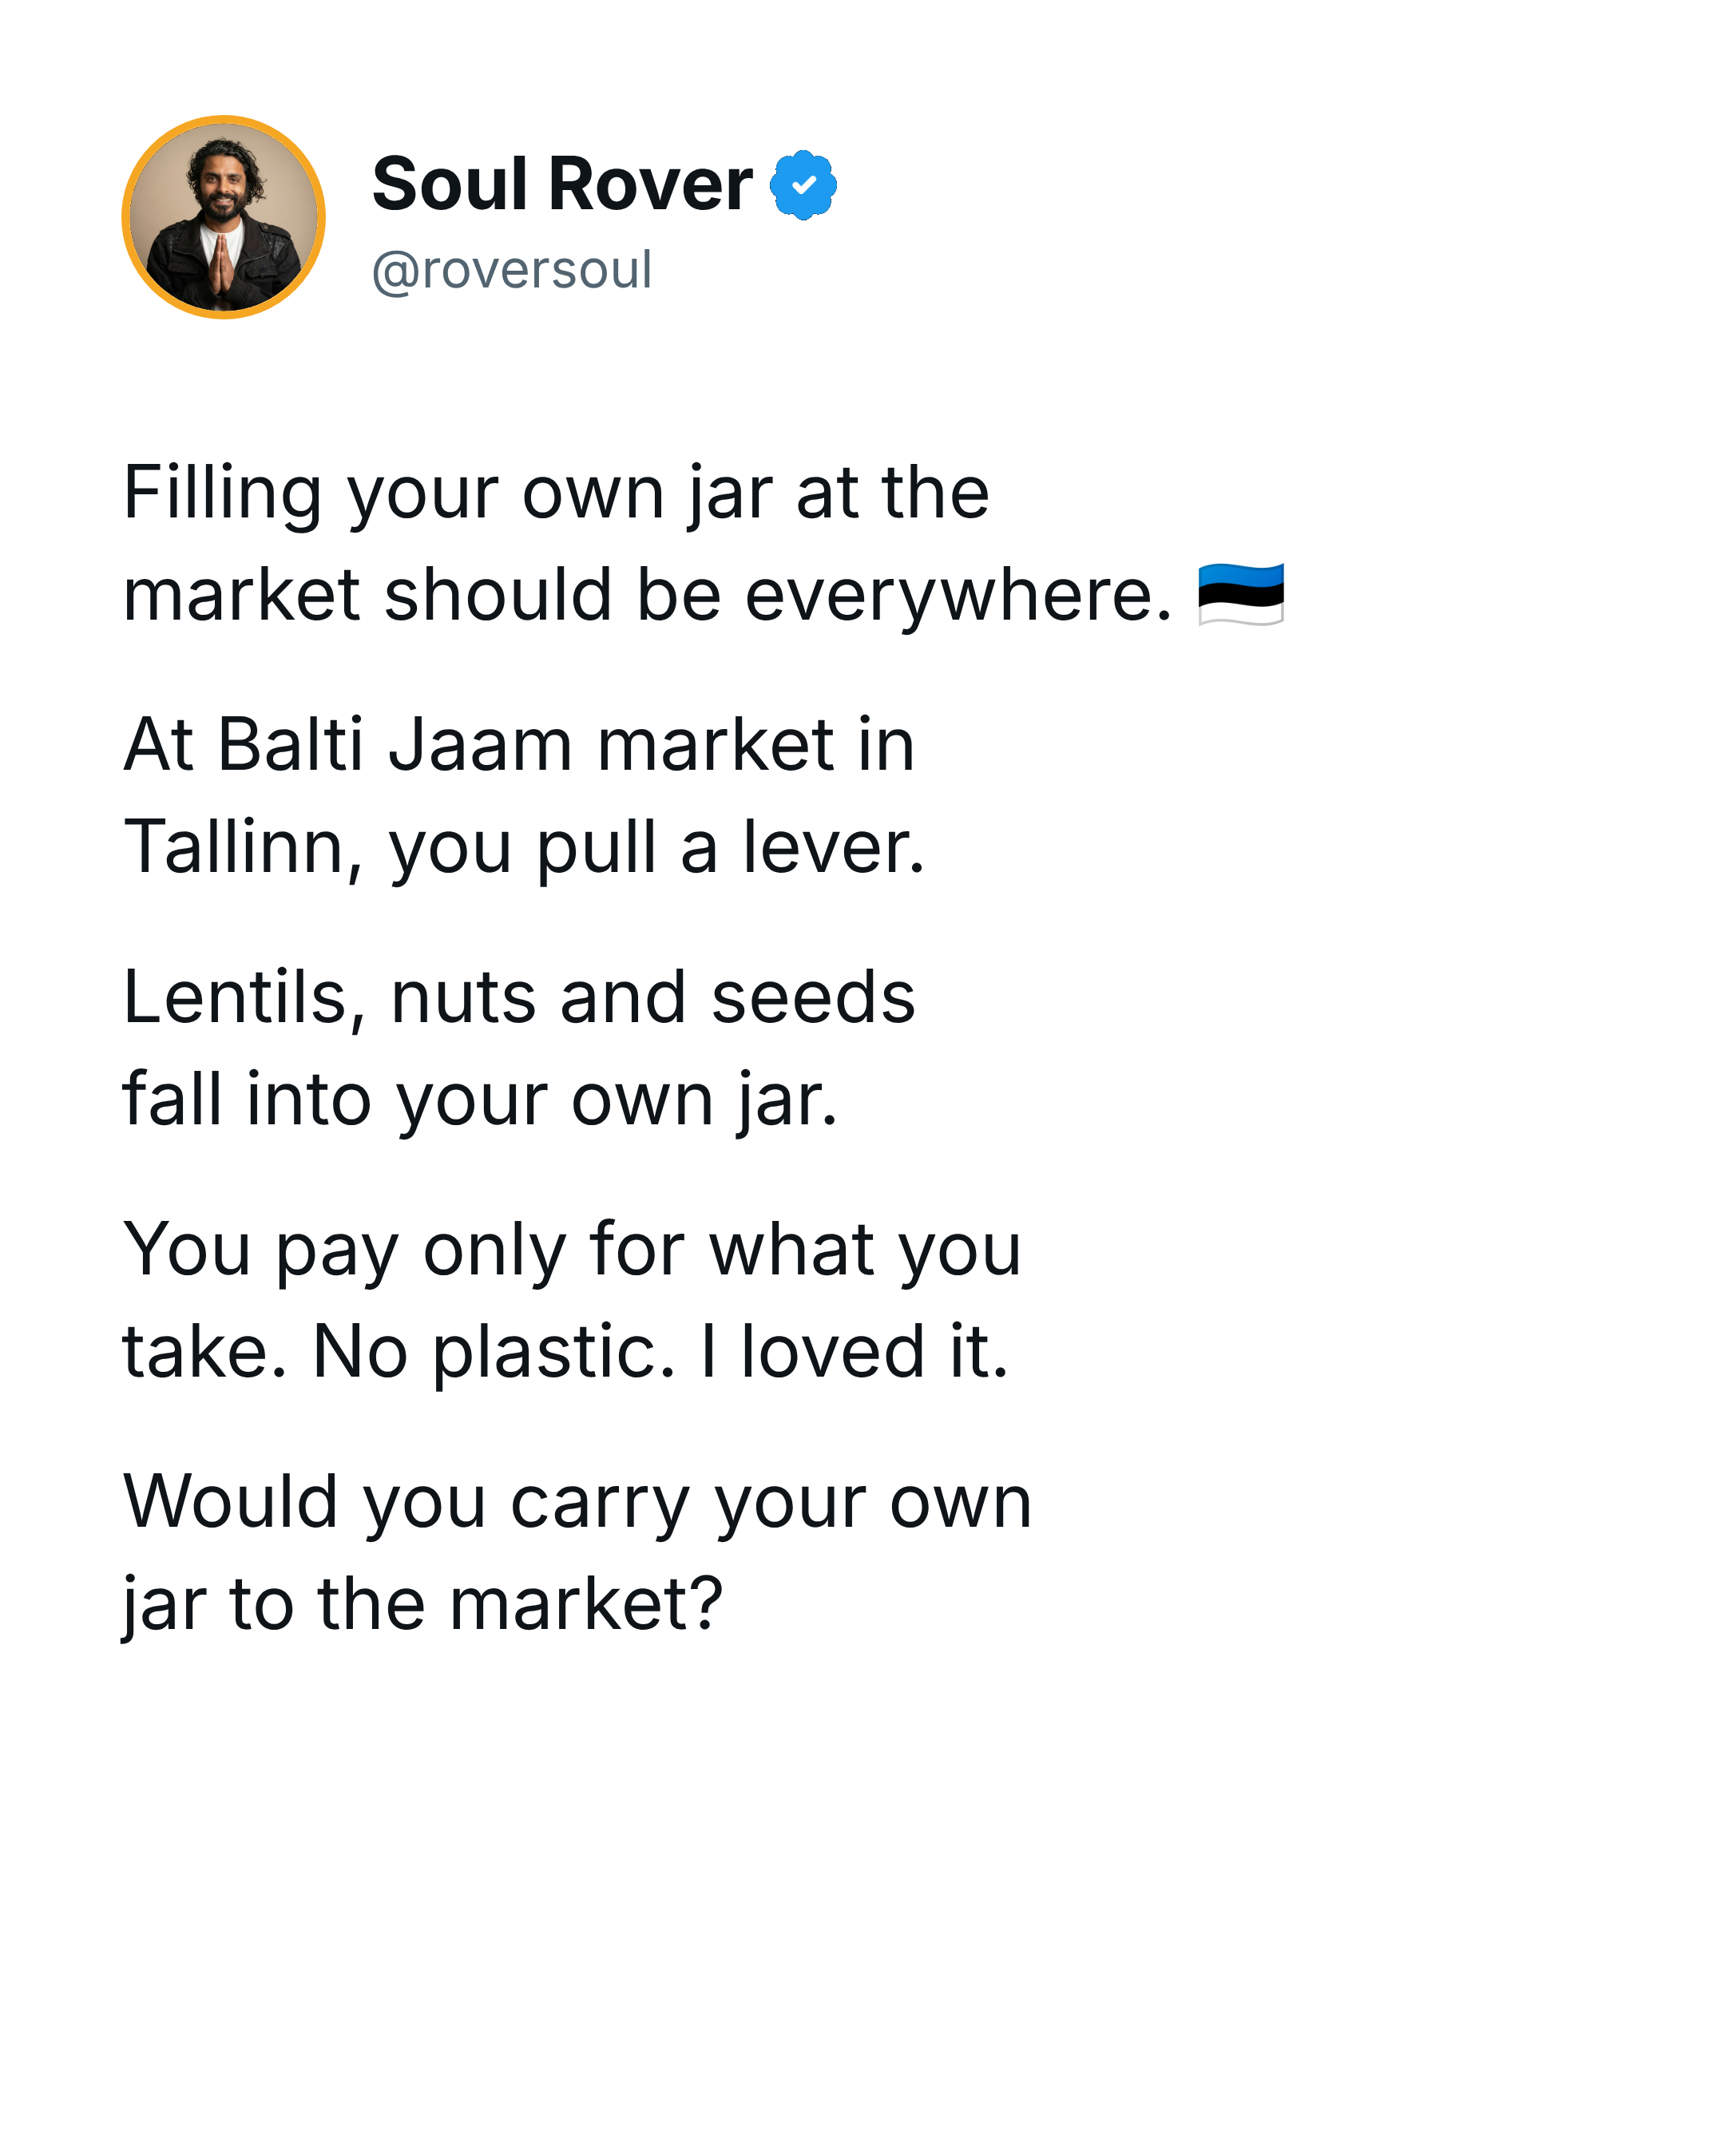 Soul Rover
@roversoul
Filling your own jar at the
market should be everywhere. 🇪🇪
At Balti Jaam market in
Tallinn, you pull a lever.
Lentils, nuts and seeds
fall into your own jar.
You pay only for what you
take. No plastic. I loved it.
Would you carry your own
jar to the market?